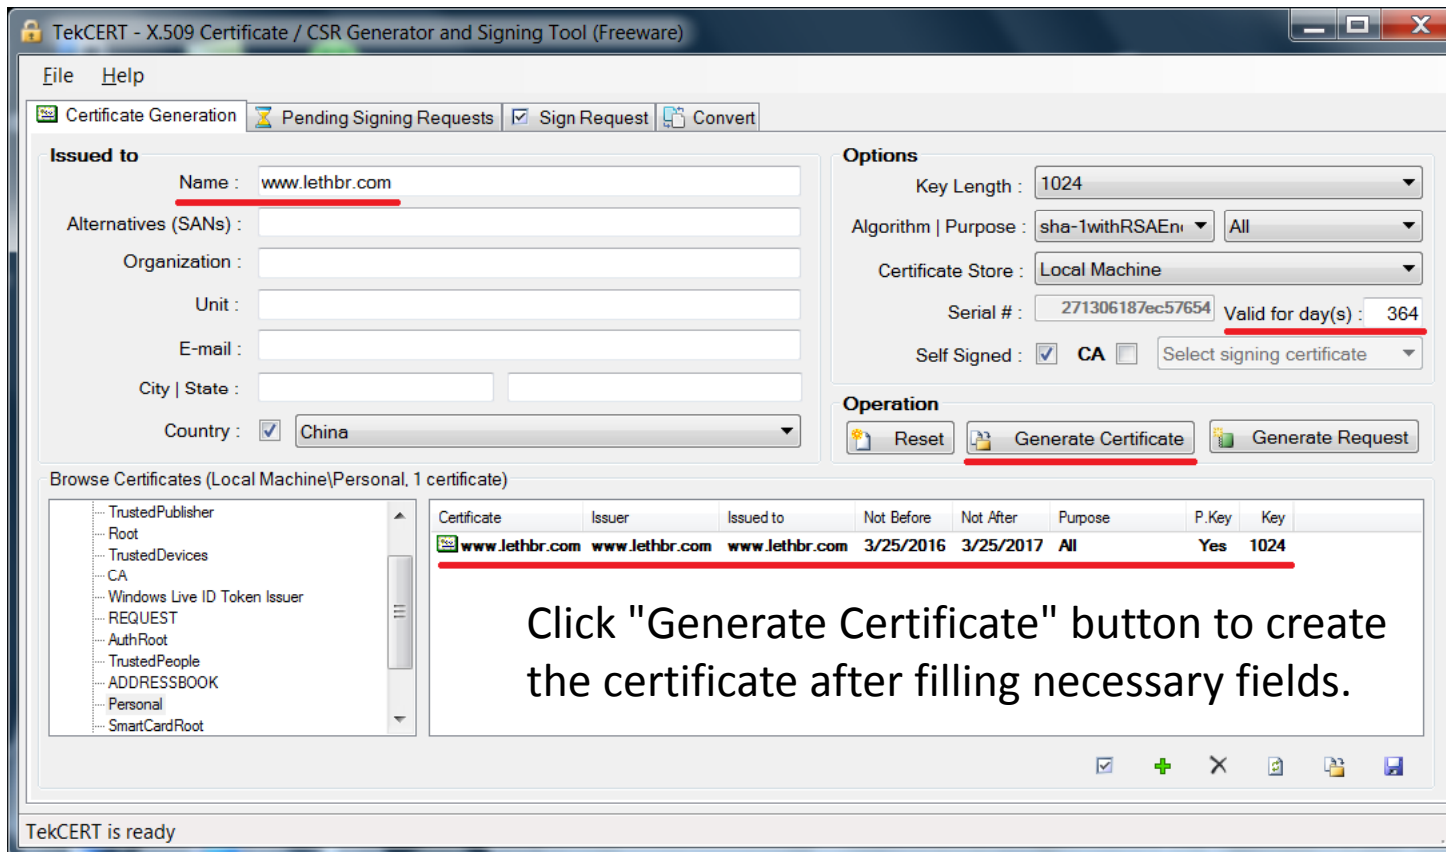 TekCERT - X.509 Certificate / CSR Generator and Signing Tool (Freeware)
File Help
Certificate Generation Pending Signing Requests Sign Request Convert
Issued to
Name : www.lethbr.com
Alternatives (SANs) :
Organization :
Unit :
E-mail :
City | State :
Country : China
Options
Key Length : 1024
Algorithm | Purpose : sha-1withRSAEn All
Certificate Store : Local Machine
Serial # : 271306187ec57654 Valid for day(s) : 364
Self Signed : CA Select signing certificate
Operation
Reset Generate Certificate Generate Request
Browse Certificates (Local Machine\Personal, 1 certificate)
TrustedPublisher
Root
TrustedDevices
CA
Windows Live ID Token Issuer
REQUEST
AuthRoot
TrustedPeople
ADDRESSBOOK
Personal
SmartCardRoot
Certificate Issuer Issued to Not Before Not After Purpose P.Key Key
www.lethbr.com www.lethbr.com www.lethbr.com 3/25/2016 3/25/2017 All Yes 1024
Click "Generate Certificate" button to create
the certificate after filling necessary fields.
TekCERT is ready